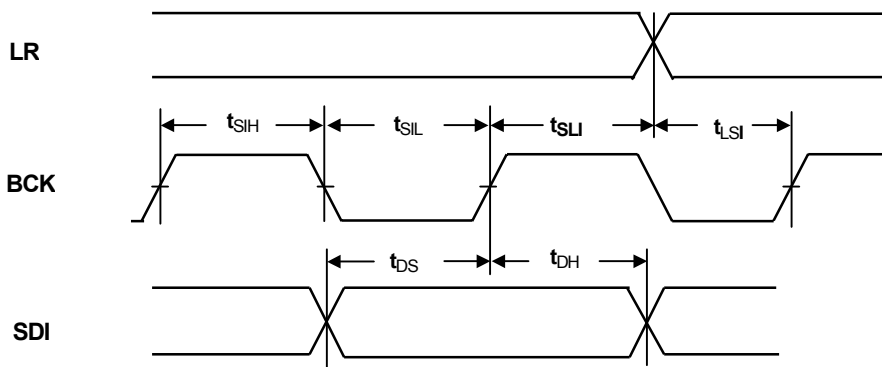 LR
tSIH tSIL tSLI tLSI
BCK
tDS tDH
SDI